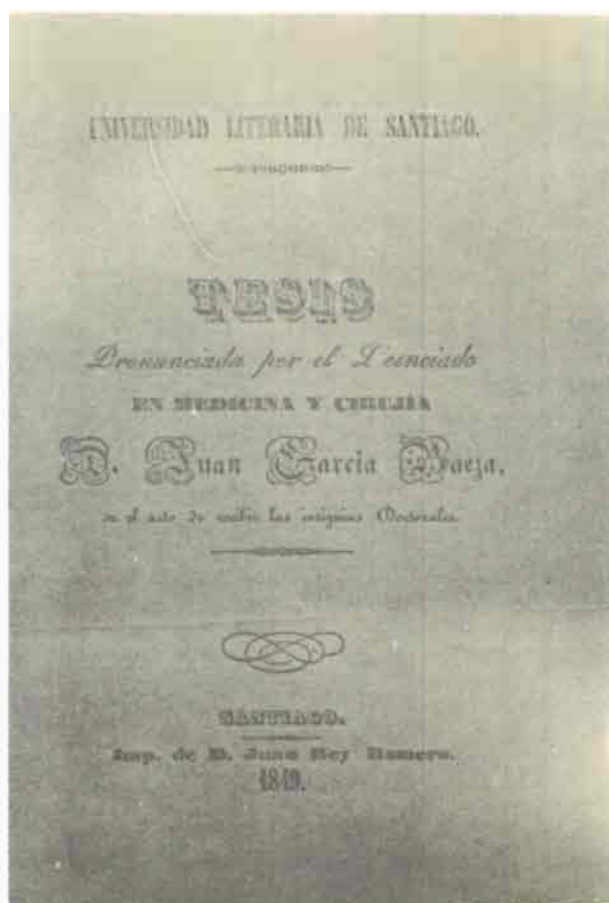 UNIVERSIDAD LITERARIA DE SANTIAGO.
TESIS
Pronunciada por el Licenciado
EN MEDICINA Y CIRUJÍA
D. Juan Garcia Baeza,
en el acto de recibir las insignias Doctorales.
SANTIAGO.
Imp. de D. Juan Rey Romero.
1849.